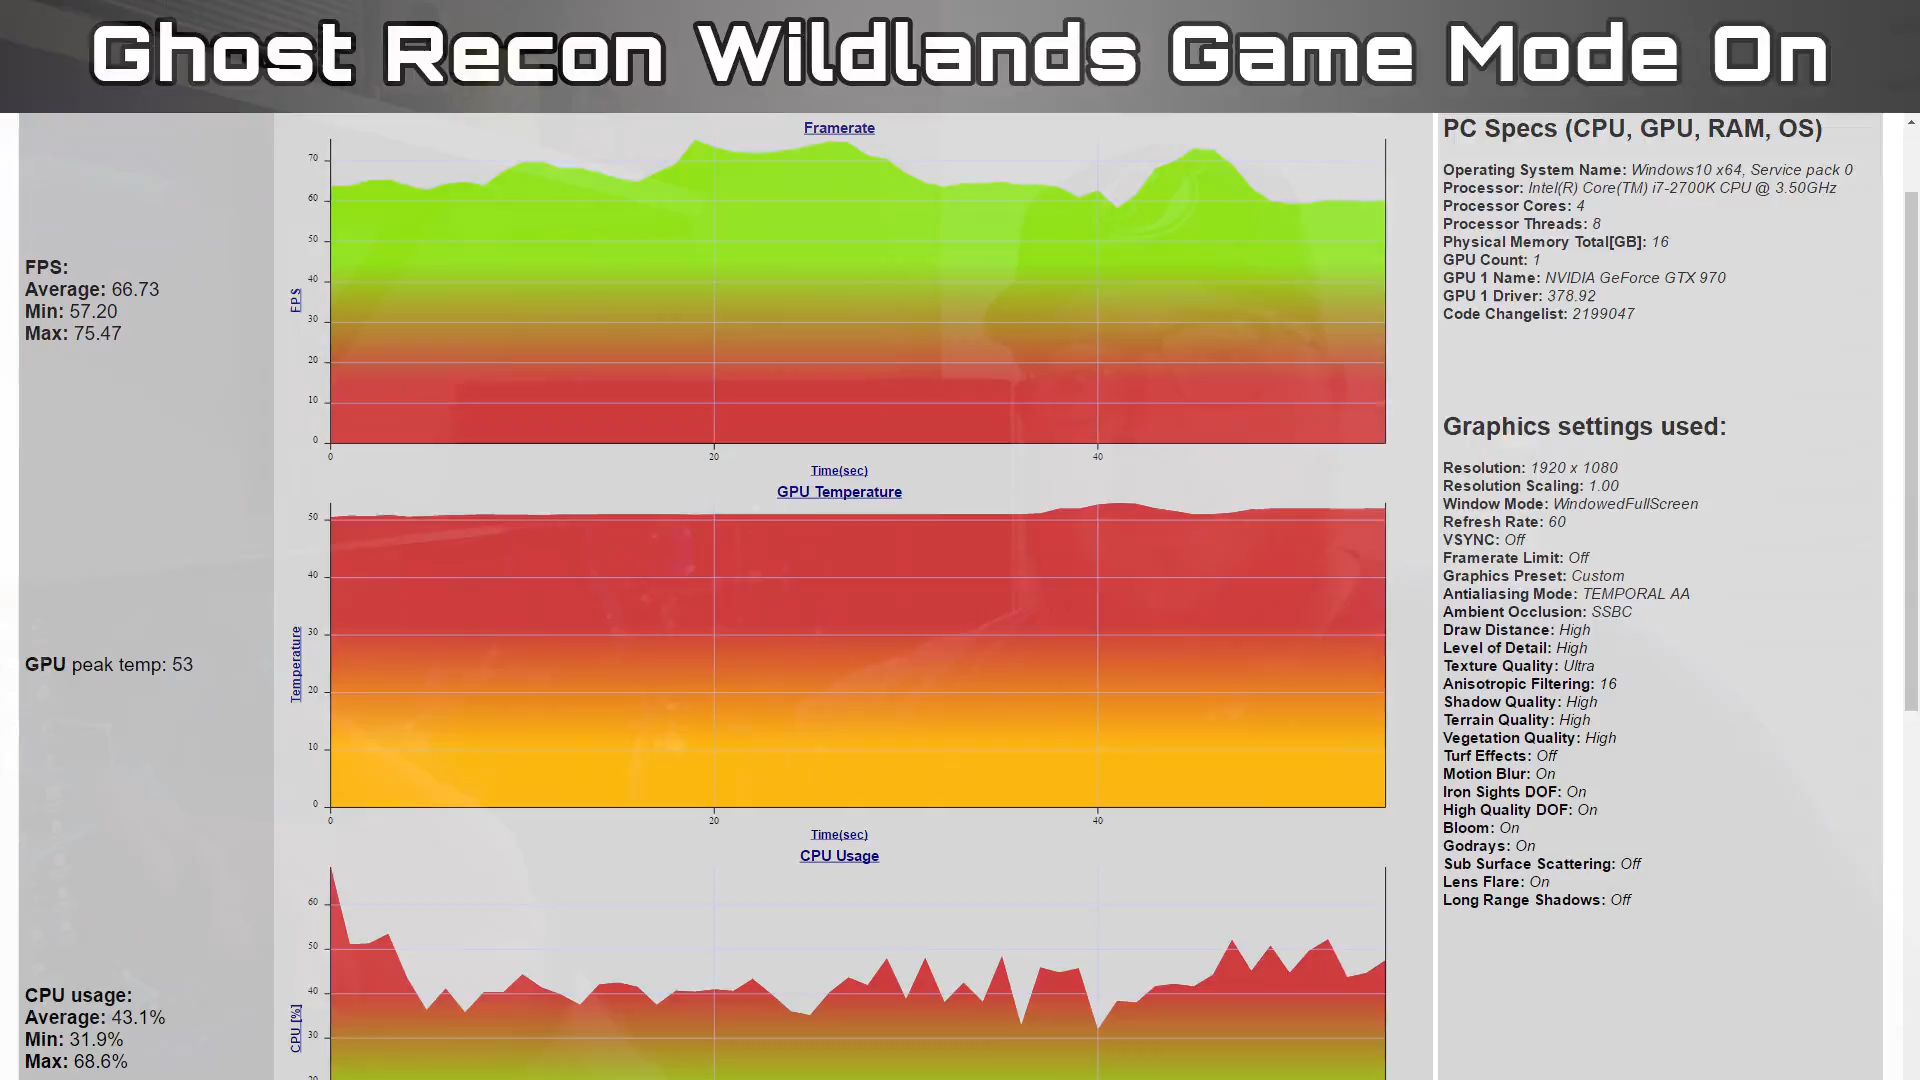 Ghost Recon Wildlands Game Mode On
FPS:
Average: 66.73
Min: 57.20
Max: 75.47
GPU peak temp: 53
CPU usage:
Average: 43.1%
Min: 31.9%
Max: 68.6%
Framerate
70
60
50
40
30
20
10
0
FPS
0
20
40
Time(sec)
GPU Temperature
50
40
30
20
10
0
Temperature
0
20
40
Time(sec)
CPU Usage
60
50
40
30
20
CPU [%]
PC Specs (CPU, GPU, RAM, OS)
Operating System Name: Windows10 x64, Service pack 0
Processor: Intel(R) Core(TM) i7-2700K CPU @ 3.50GHz
Processor Cores: 4
Processor Threads: 8
Physical Memory Total[GB]: 16
GPU Count: 1
GPU 1 Name: NVIDIA GeForce GTX 970
GPU 1 Driver: 378.92
Code Changelist: 2199047
Graphics settings used:
Resolution: 1920 x 1080
Resolution Scaling: 1.00
Window Mode: WindowedFullScreen
Refresh Rate: 60
VSYNC: Off
Framerate Limit: Off
Graphics Preset: Custom
Antialiasing Mode: TEMPORAL AA
Ambient Occlusion: SSBC
Draw Distance: High
Level of Detail: High
Texture Quality: Ultra
Anisotropic Filtering: 16
Shadow Quality: High
Terrain Quality: High
Vegetation Quality: High
Turf Effects: Off
Motion Blur: On
Iron Sights DOF: On
High Quality DOF: On
Bloom: On
Godrays: On
Sub Surface Scattering: Off
Lens Flare: On
Long Range Shadows: Off